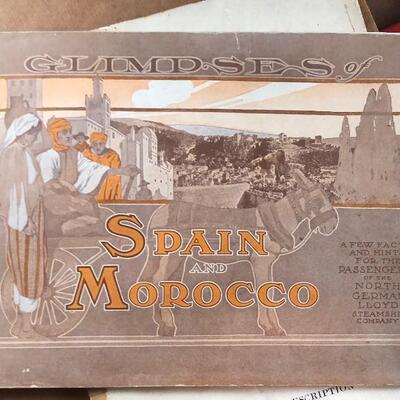 GLIMPSES of
SPAIN
AND
MOROCCO
A FEW FACTS
AND HINTS
FOR THE
PASSENGERS
OF THE
NORTH
GERMAN
LLOYD
STEAMSHIP
COMPANY
ESCRIPTION